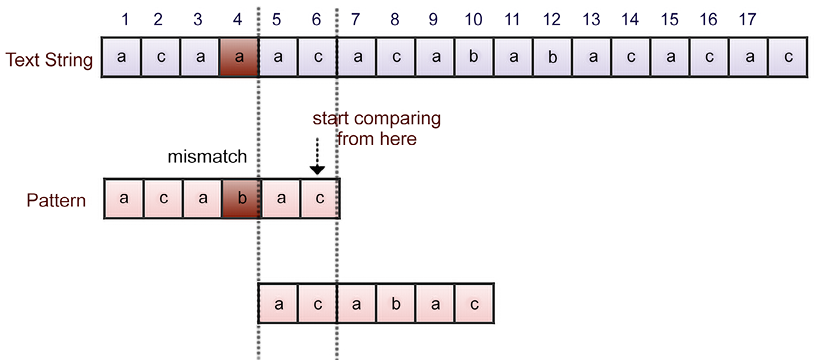 1 2 3 4 5 6 7 8 9 10 11 12 13 14 15 16 17
Text String a c a a a c a c a b a b a c a c a c
start comparing
from here
mismatch
Pattern a c a b a c
a c a b a c